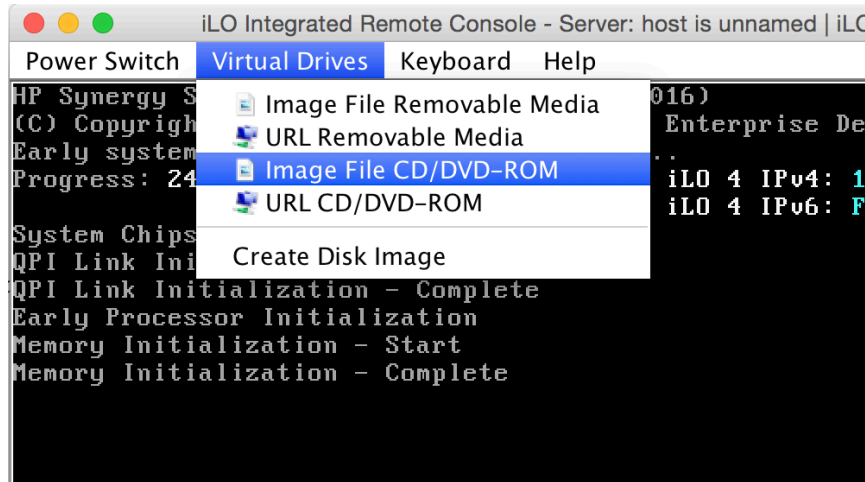 iLO Integrated Remote Console - Server: host is unnamed | iLO
Power Switch Virtual Drives Keyboard Help
HP Synergy S 016)
(C) Copyrigh Enterprise De
Early system ..
Progress: 24 iLO 4 IPv4: 1
iLO 4 IPv6: F
Image File Removable Media
URL Removable Media
Image File CD/DVD-ROM
URL CD/DVD-ROM
Create Disk Image
System Chips
QPI Link Ini
QPI Link Initialization - Complete
Early Processor Initialization
Memory Initialization - Start
Memory Initialization - Complete